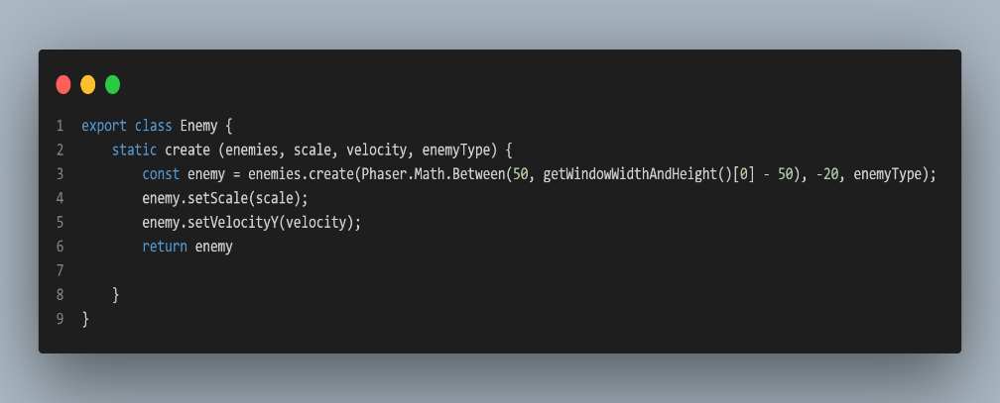 1 export class Enemy {
2 static create (enemies, scale, velocity, enemyType) {
3 const enemy = enemies.create(Phaser.Math.Between(50, getWindowWidthAndHeight()[0] - 50), -20, enemyType);
4 enemy.setScale(scale);
5 enemy.setVelocityY(velocity);
6 return enemy
7
8 }
9 }